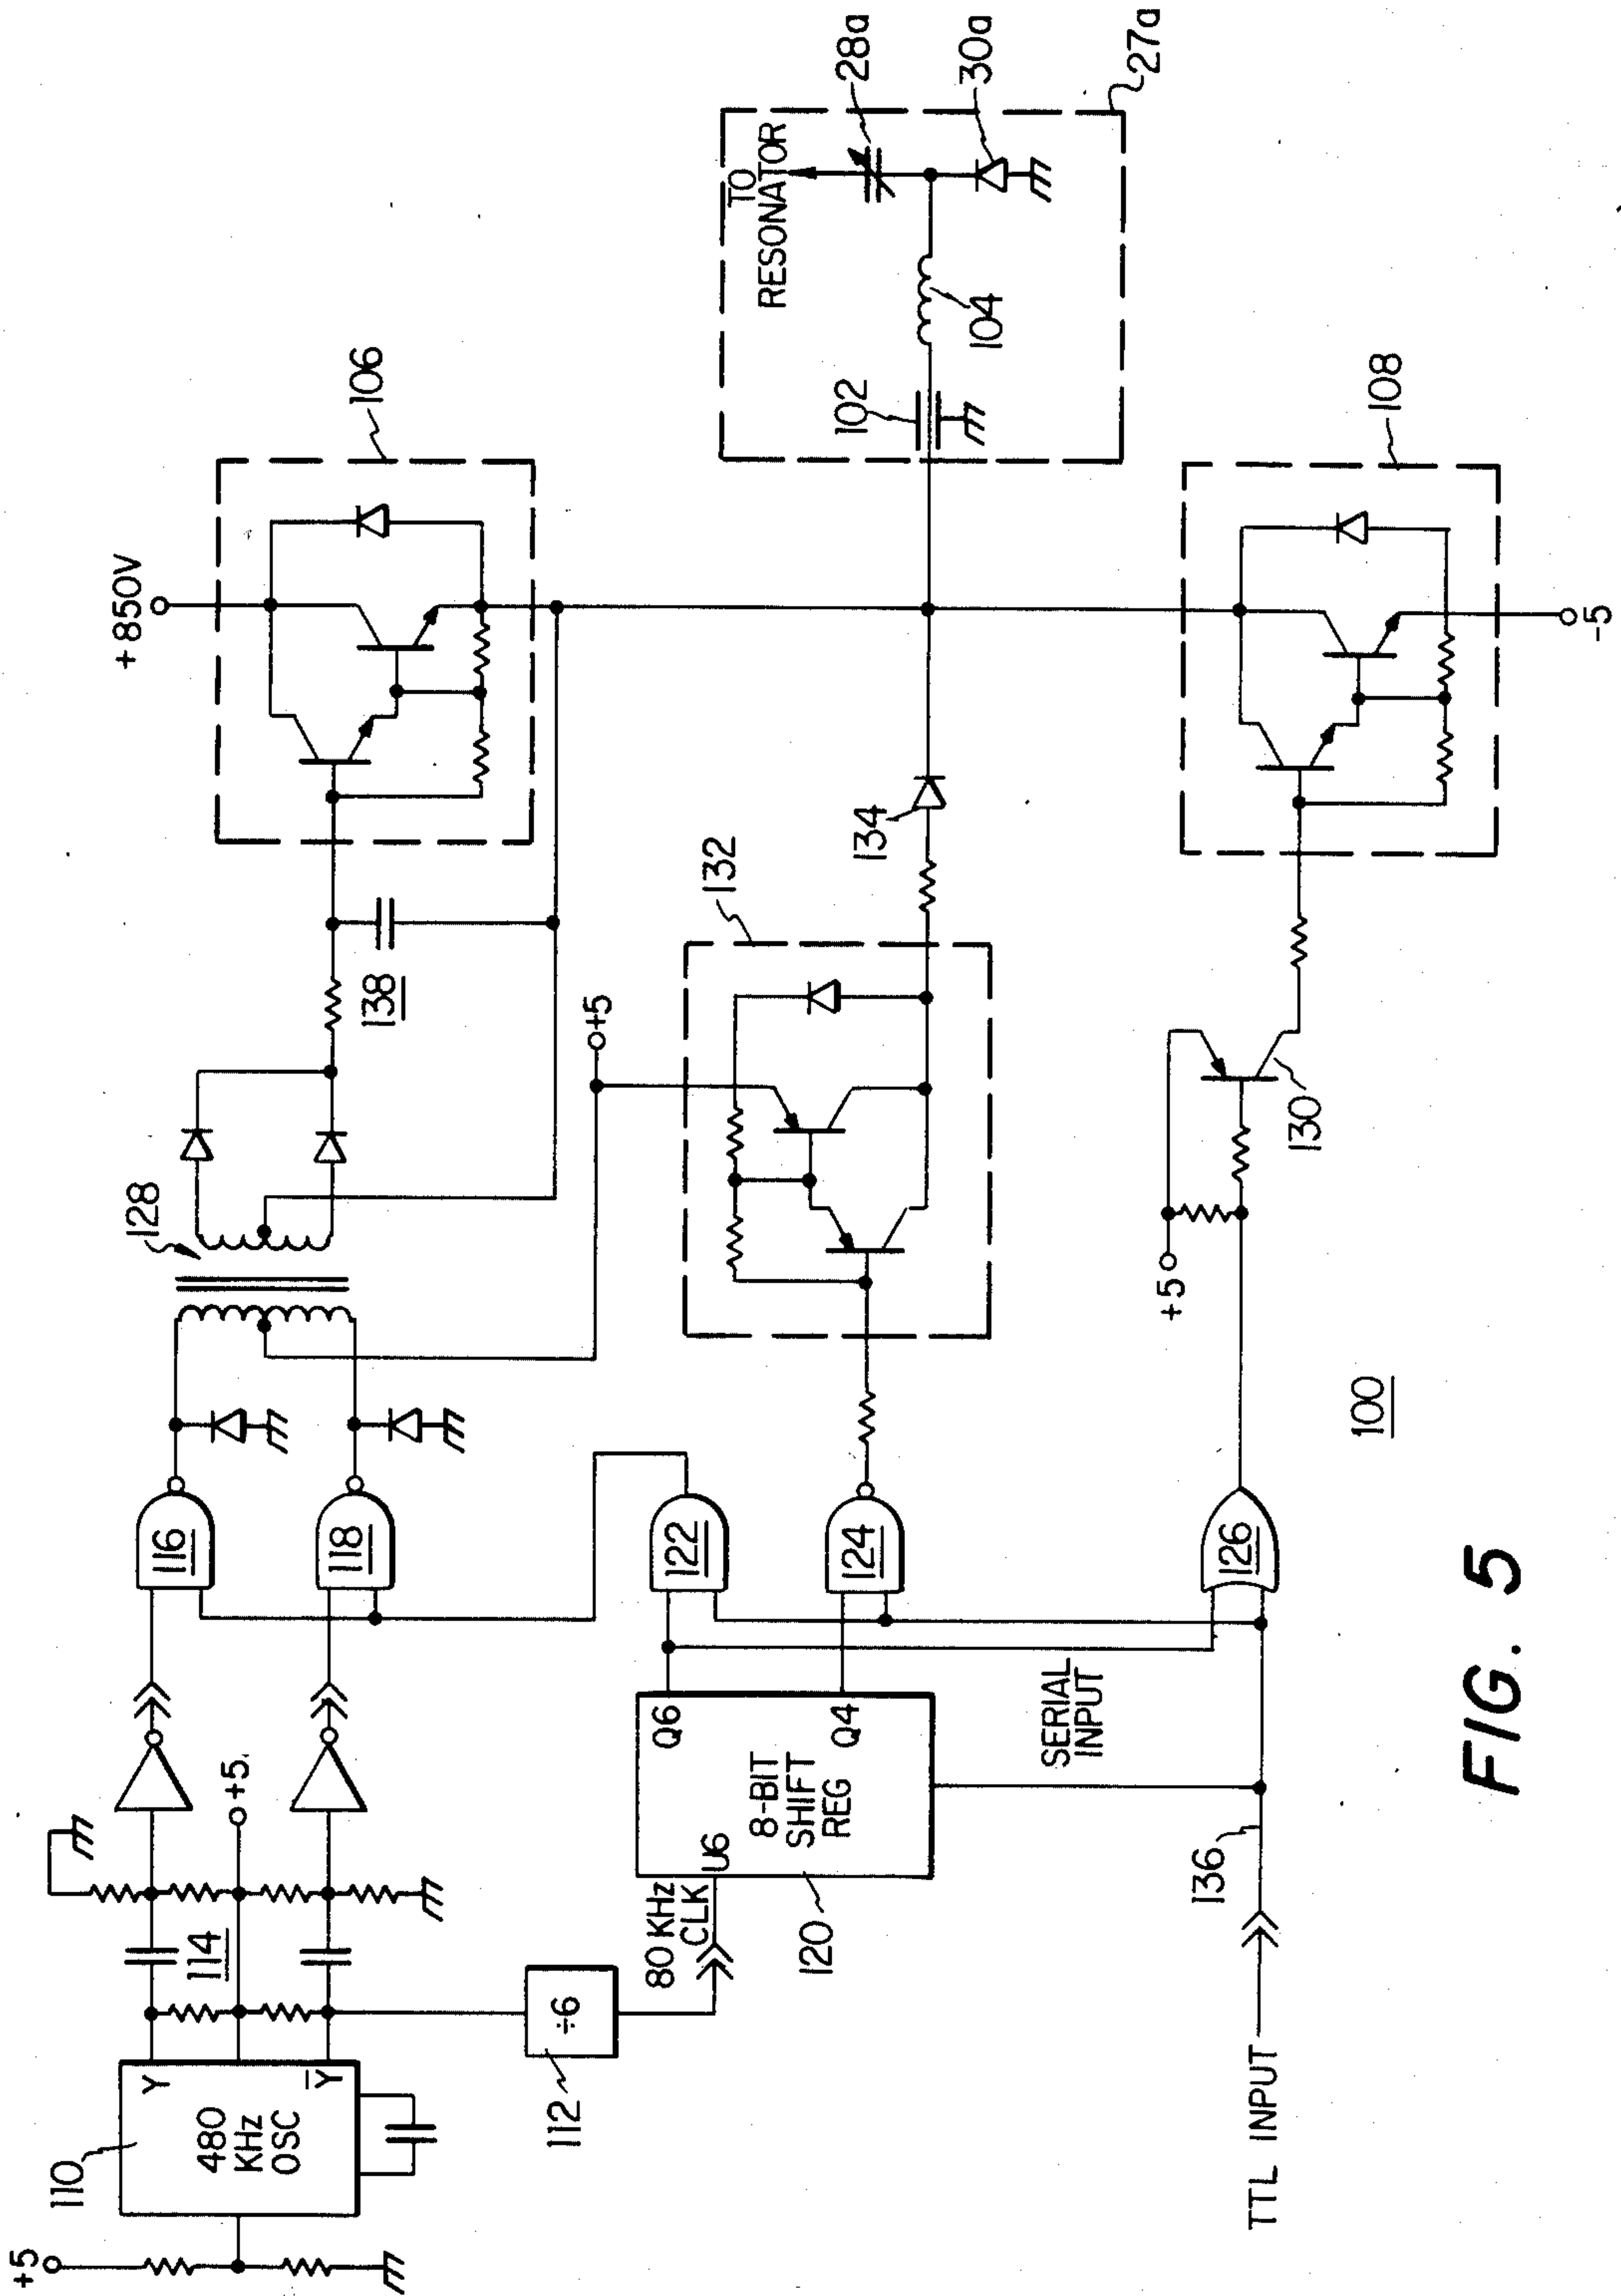 +5
110
480
KHz
OSC
Y
Y̅
114
+5
112
÷6
80 KHz
CLK
U6
8-BIT
SHIFT
REG
Q6
Q4
120
SERIAL
INPUT
TTL INPUT
136
116
118
122
124
126
128
+5
138
132
134
+5
130
+850V
106
108
-5
102
104
TO
RESONATOR
28a
30a
27a
100
FIG. 5